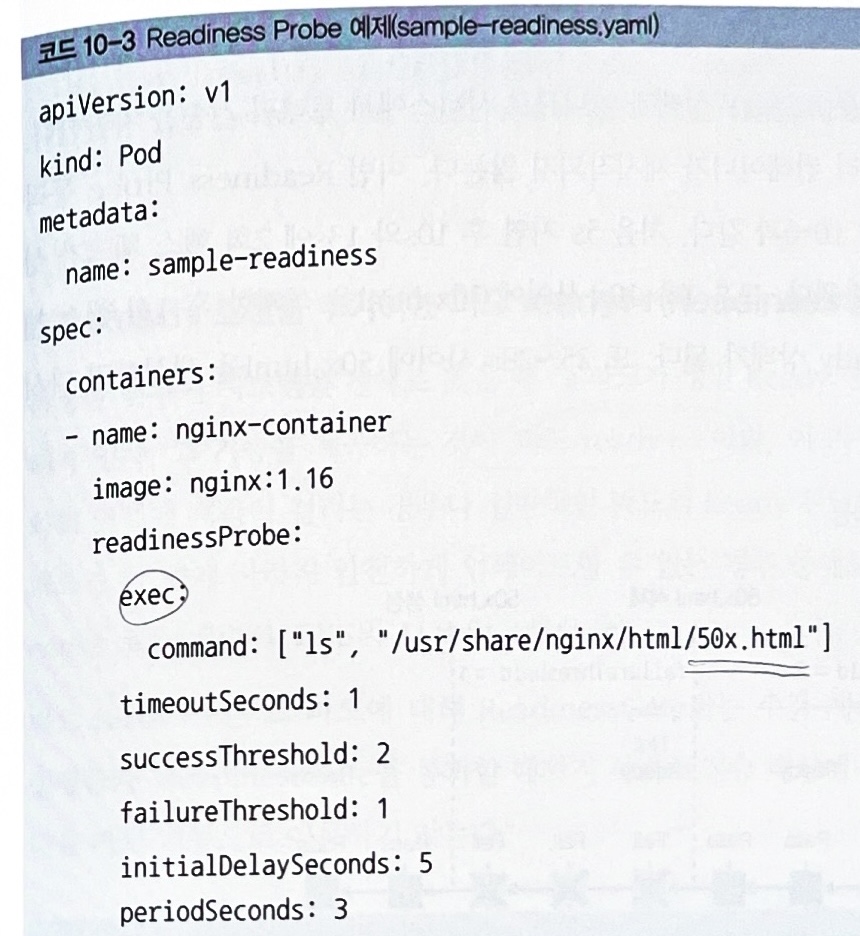 코드 10-3 Readiness Probe 예제(sample-readiness.yaml)
apiVersion: v1
kind: Pod
metadata:
  name: sample-readiness
spec:
  containers:
  - name: nginx-container
    image: nginx:1.16
    readinessProbe:
      exec:
        command: ["ls", "/usr/share/nginx/html/50x.html"]
      timeoutSeconds: 1
      successThreshold: 2
      failureThreshold: 1
      initialDelaySeconds: 5
      periodSeconds: 3